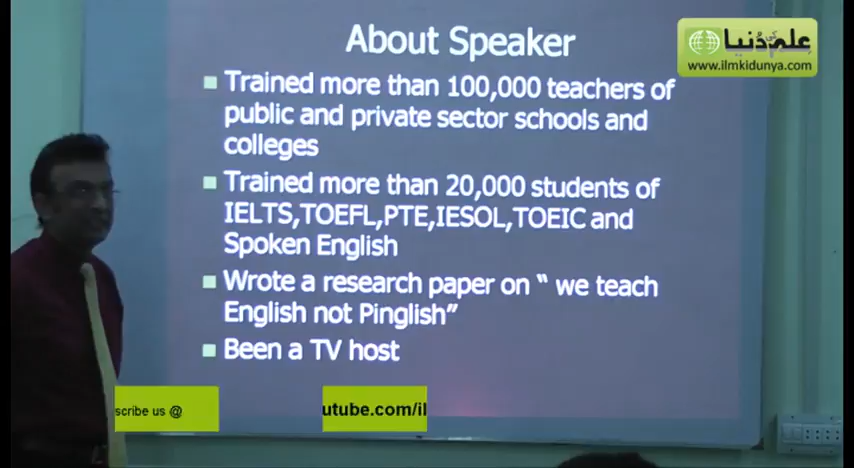 About Speaker
علم کی دُنیا
www.ilmkidunya.com
Trained more than 100,000 teachers of
public and private sector schools and
colleges
Trained more than 20,000 students of
IELTS,TOEFL,PTE,IESOL,TOEIC and
Spoken English
Wrote a research paper on “ we teach
English not Pinglish”
Been a TV host
scribe us @
utube.com/il